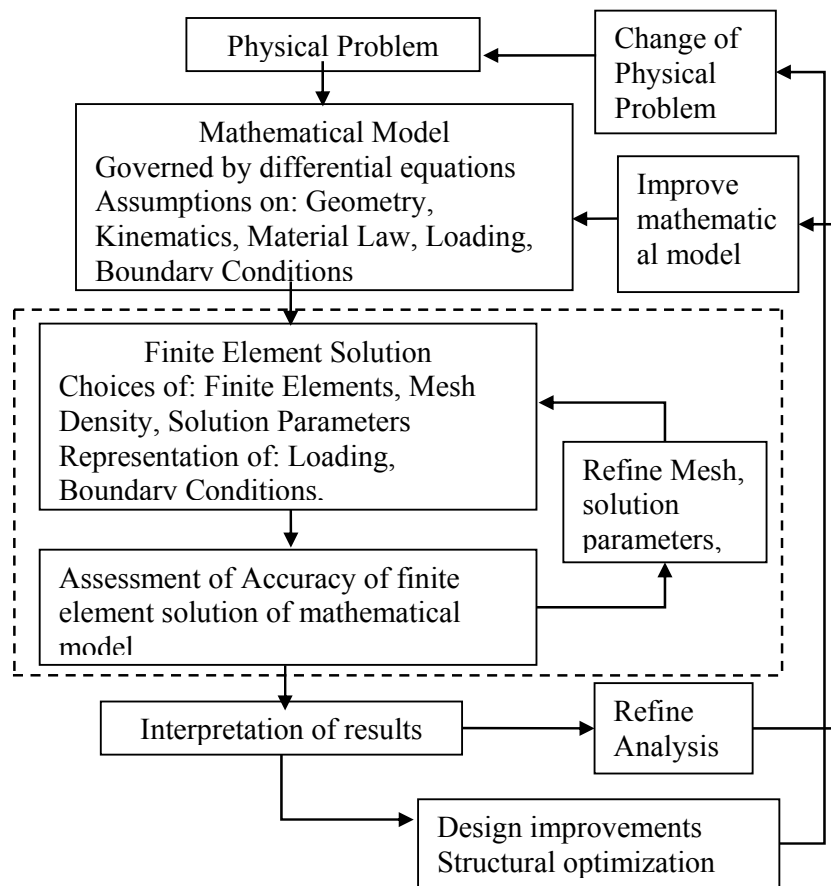 Physical Problem
Change of
Physical
Problem
Mathematical Model
Governed by differential equations
Assumptions on: Geometry,
Kinematics, Material Law, Loading,
Boundary Conditions
Improve
mathematic
al model
Finite Element Solution
Choices of: Finite Elements, Mesh
Density, Solution Parameters
Representation of: Loading,
Boundary Conditions.
Refine Mesh,
solution
parameters,
Assessment of Accuracy of finite
element solution of mathematical
model
Interpretation of results
Refine
Analysis
Design improvements
Structural optimization